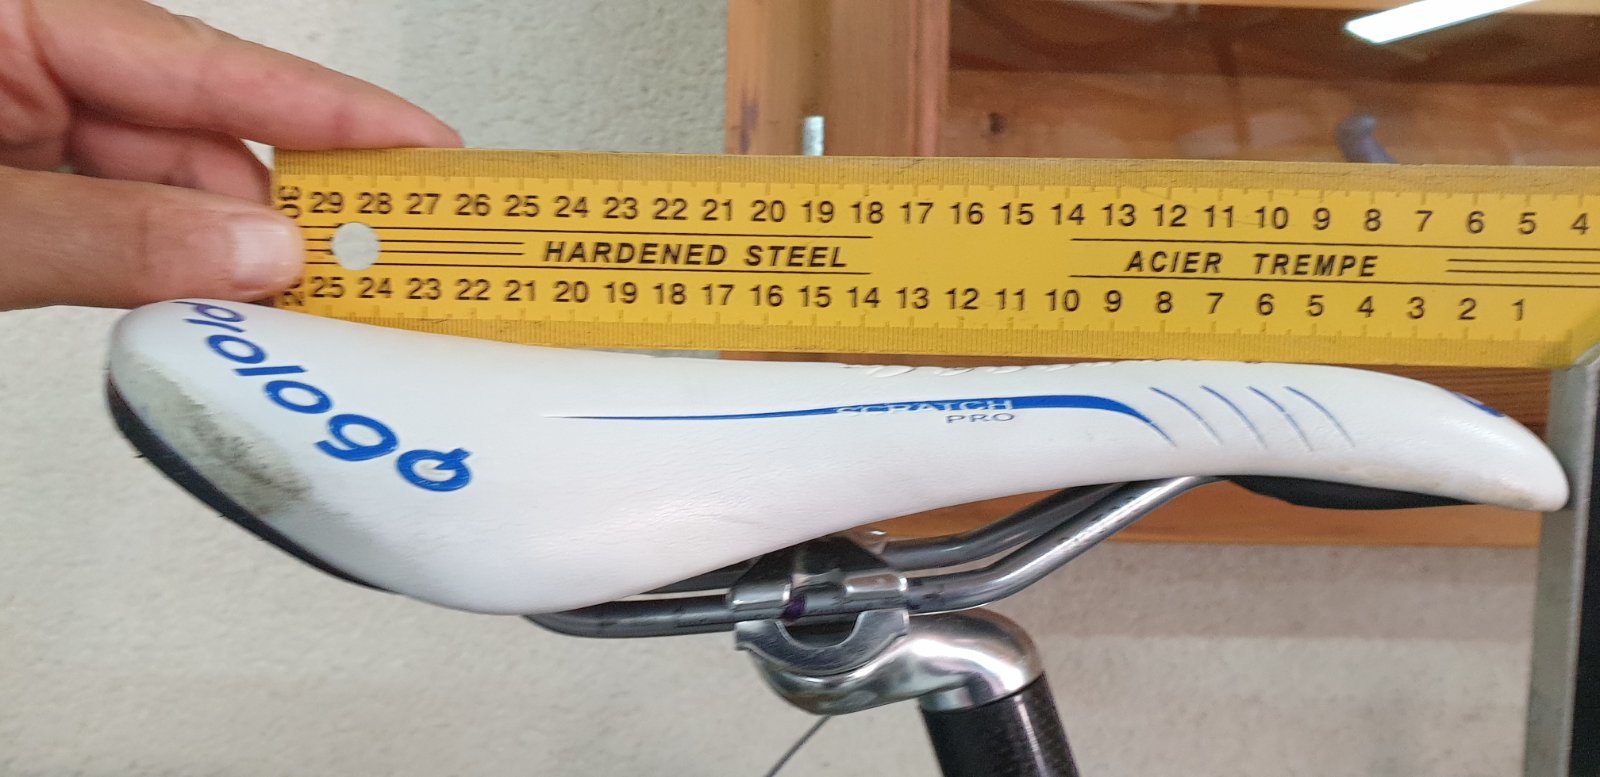 30 29 28 27 26 25 24 23 22 21 20 19 18 17 16 15 14 13 12 11 10 9 8 7 6 5 4
HARDENED STEEL ACIER TREMPE
25 24 23 22 21 20 19 18 17 16 15 14 13 12 11 10 9 8 7 6 5 4 3 2 1
ologo
SCRATCH
PRO